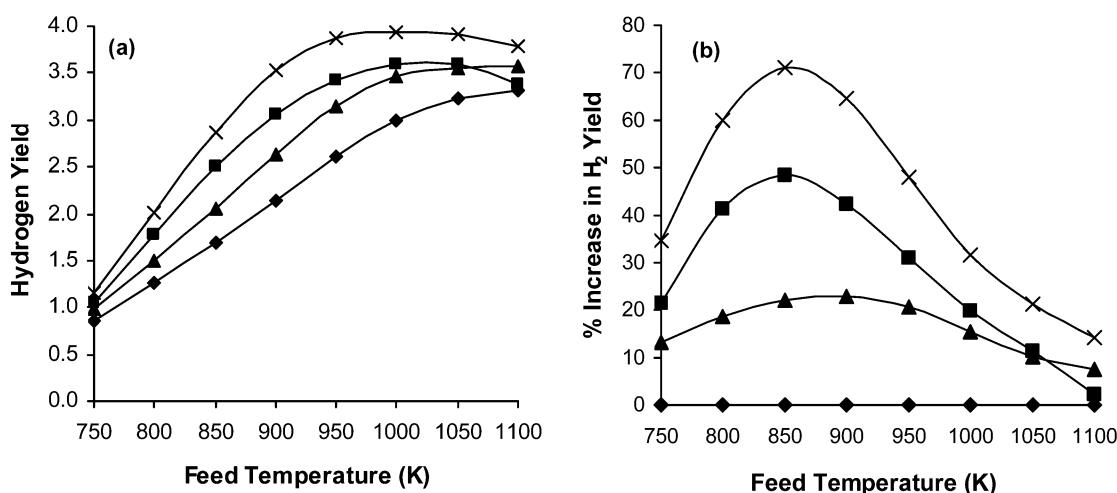 (a)
Hydrogen Yield
4.0
3.5
3.0
2.5
2.0
1.5
1.0
0.5
0.0
750 800 850 900 950 1000 1050 1100
Feed Temperature (K)
(b)
% Increase in H₂ Yield
80
70
60
50
40
30
20
10
0
750 800 850 900 950 1000 1050 1100
Feed Temperature (K)